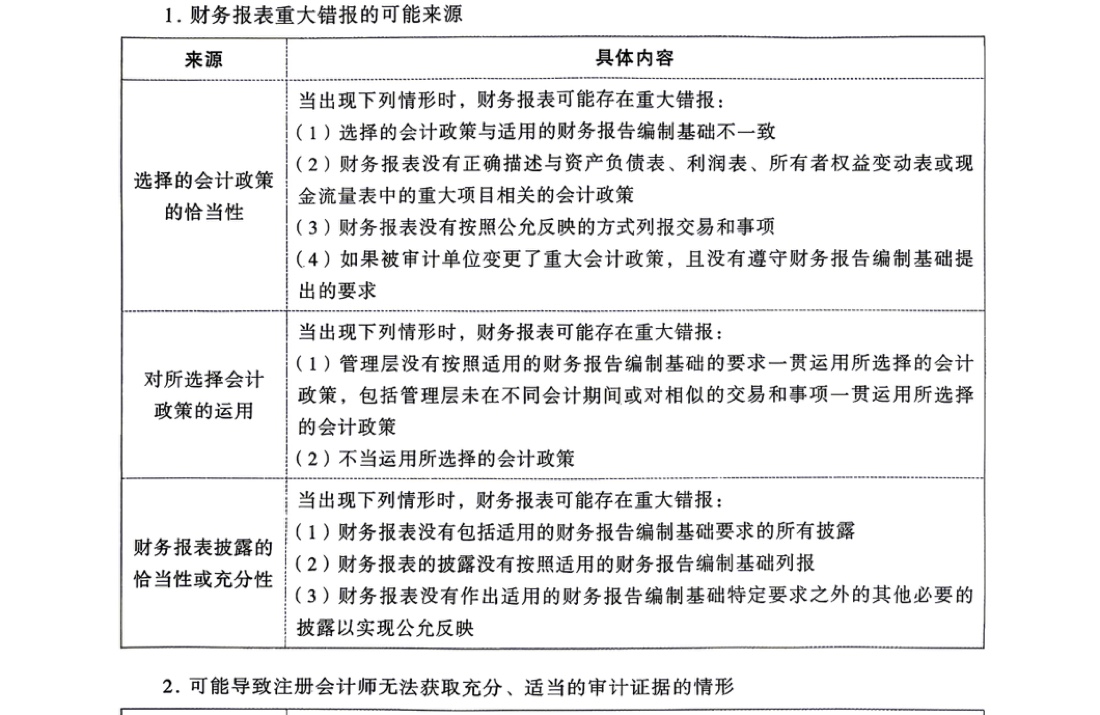 1. 财务报表重大错报的可能来源
来源
具体内容
选择的会计政策
的恰当性
当出现下列情形时，财务报表可能存在重大错报：
（1）选择的会计政策与适用的财务报告编制基础不一致
（2）财务报表没有正确描述与资产负债表、利润表、所有者权益变动表或现
金流量表中的重大项目相关的会计政策
（3）财务报表没有按照公允反映的方式列报交易和事项
（4）如果被审计单位变更了重大会计政策，且没有遵守财务报告编制基础提
出的要求
对所选择会计
政策的运用
当出现下列情形时，财务报表可能存在重大错报：
（1）管理层没有按照适用的财务报告编制基础的要求一贯运用所选择的会计
政策，包括管理层未在不同会计期间或对相似的交易和事项一贯运用所选择
的会计政策
（2）不当运用所选择的会计政策
财务报表披露的
恰当性或充分性
当出现下列情形时，财务报表可能存在重大错报：
（1）财务报表没有包括适用的财务报告编制基础要求的所有披露
（2）财务报表的披露没有按照适用的财务报告编制基础列报
（3）财务报表没有作出适用的财务报告编制基础特定要求之外的其他必要的
披露以实现公允反映
2. 可能导致注册会计师无法获取充分、适当的审计证据的情形